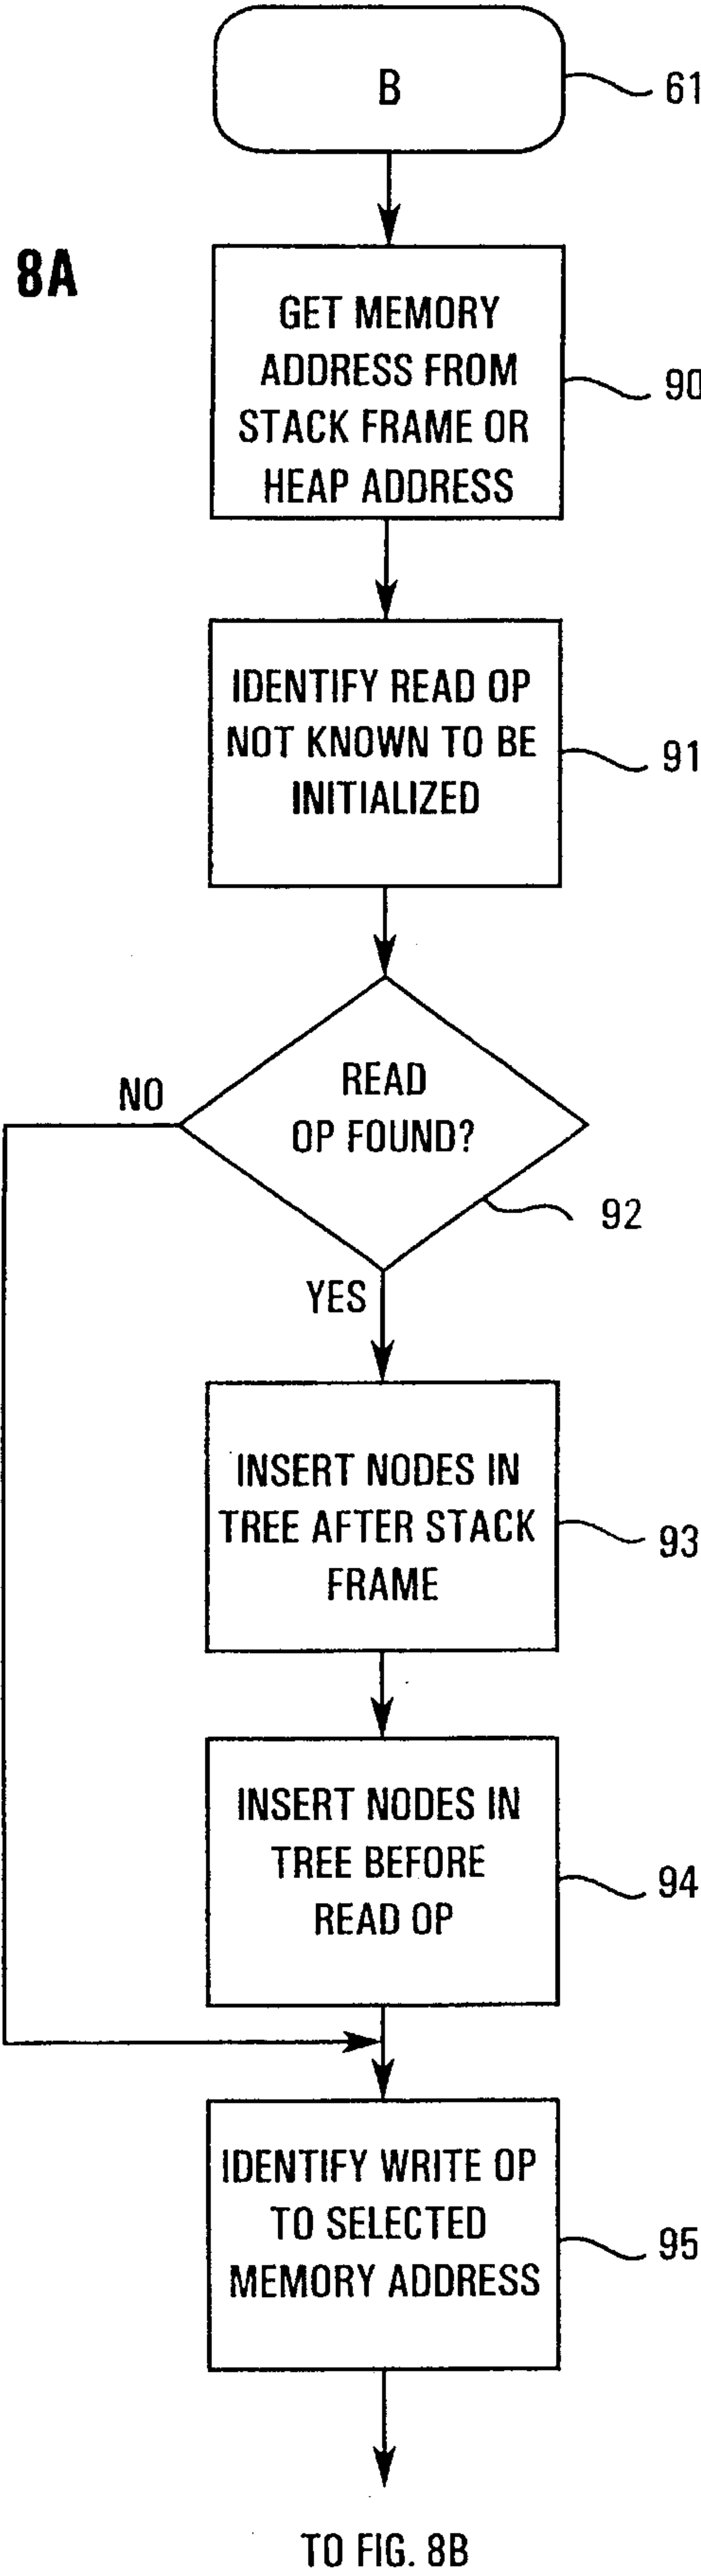 B
61
8A
GET MEMORY
ADDRESS FROM
STACK FRAME OR
HEAP ADDRESS
90
IDENTIFY READ OP
NOT KNOWN TO BE
INITIALIZED
91
READ
OP FOUND?
NO
92
YES
INSERT NODES IN
TREE AFTER STACK
FRAME
93
INSERT NODES IN
TREE BEFORE
READ OP
94
IDENTIFY WRITE OP
TO SELECTED
MEMORY ADDRESS
95
TO FIG. 8B